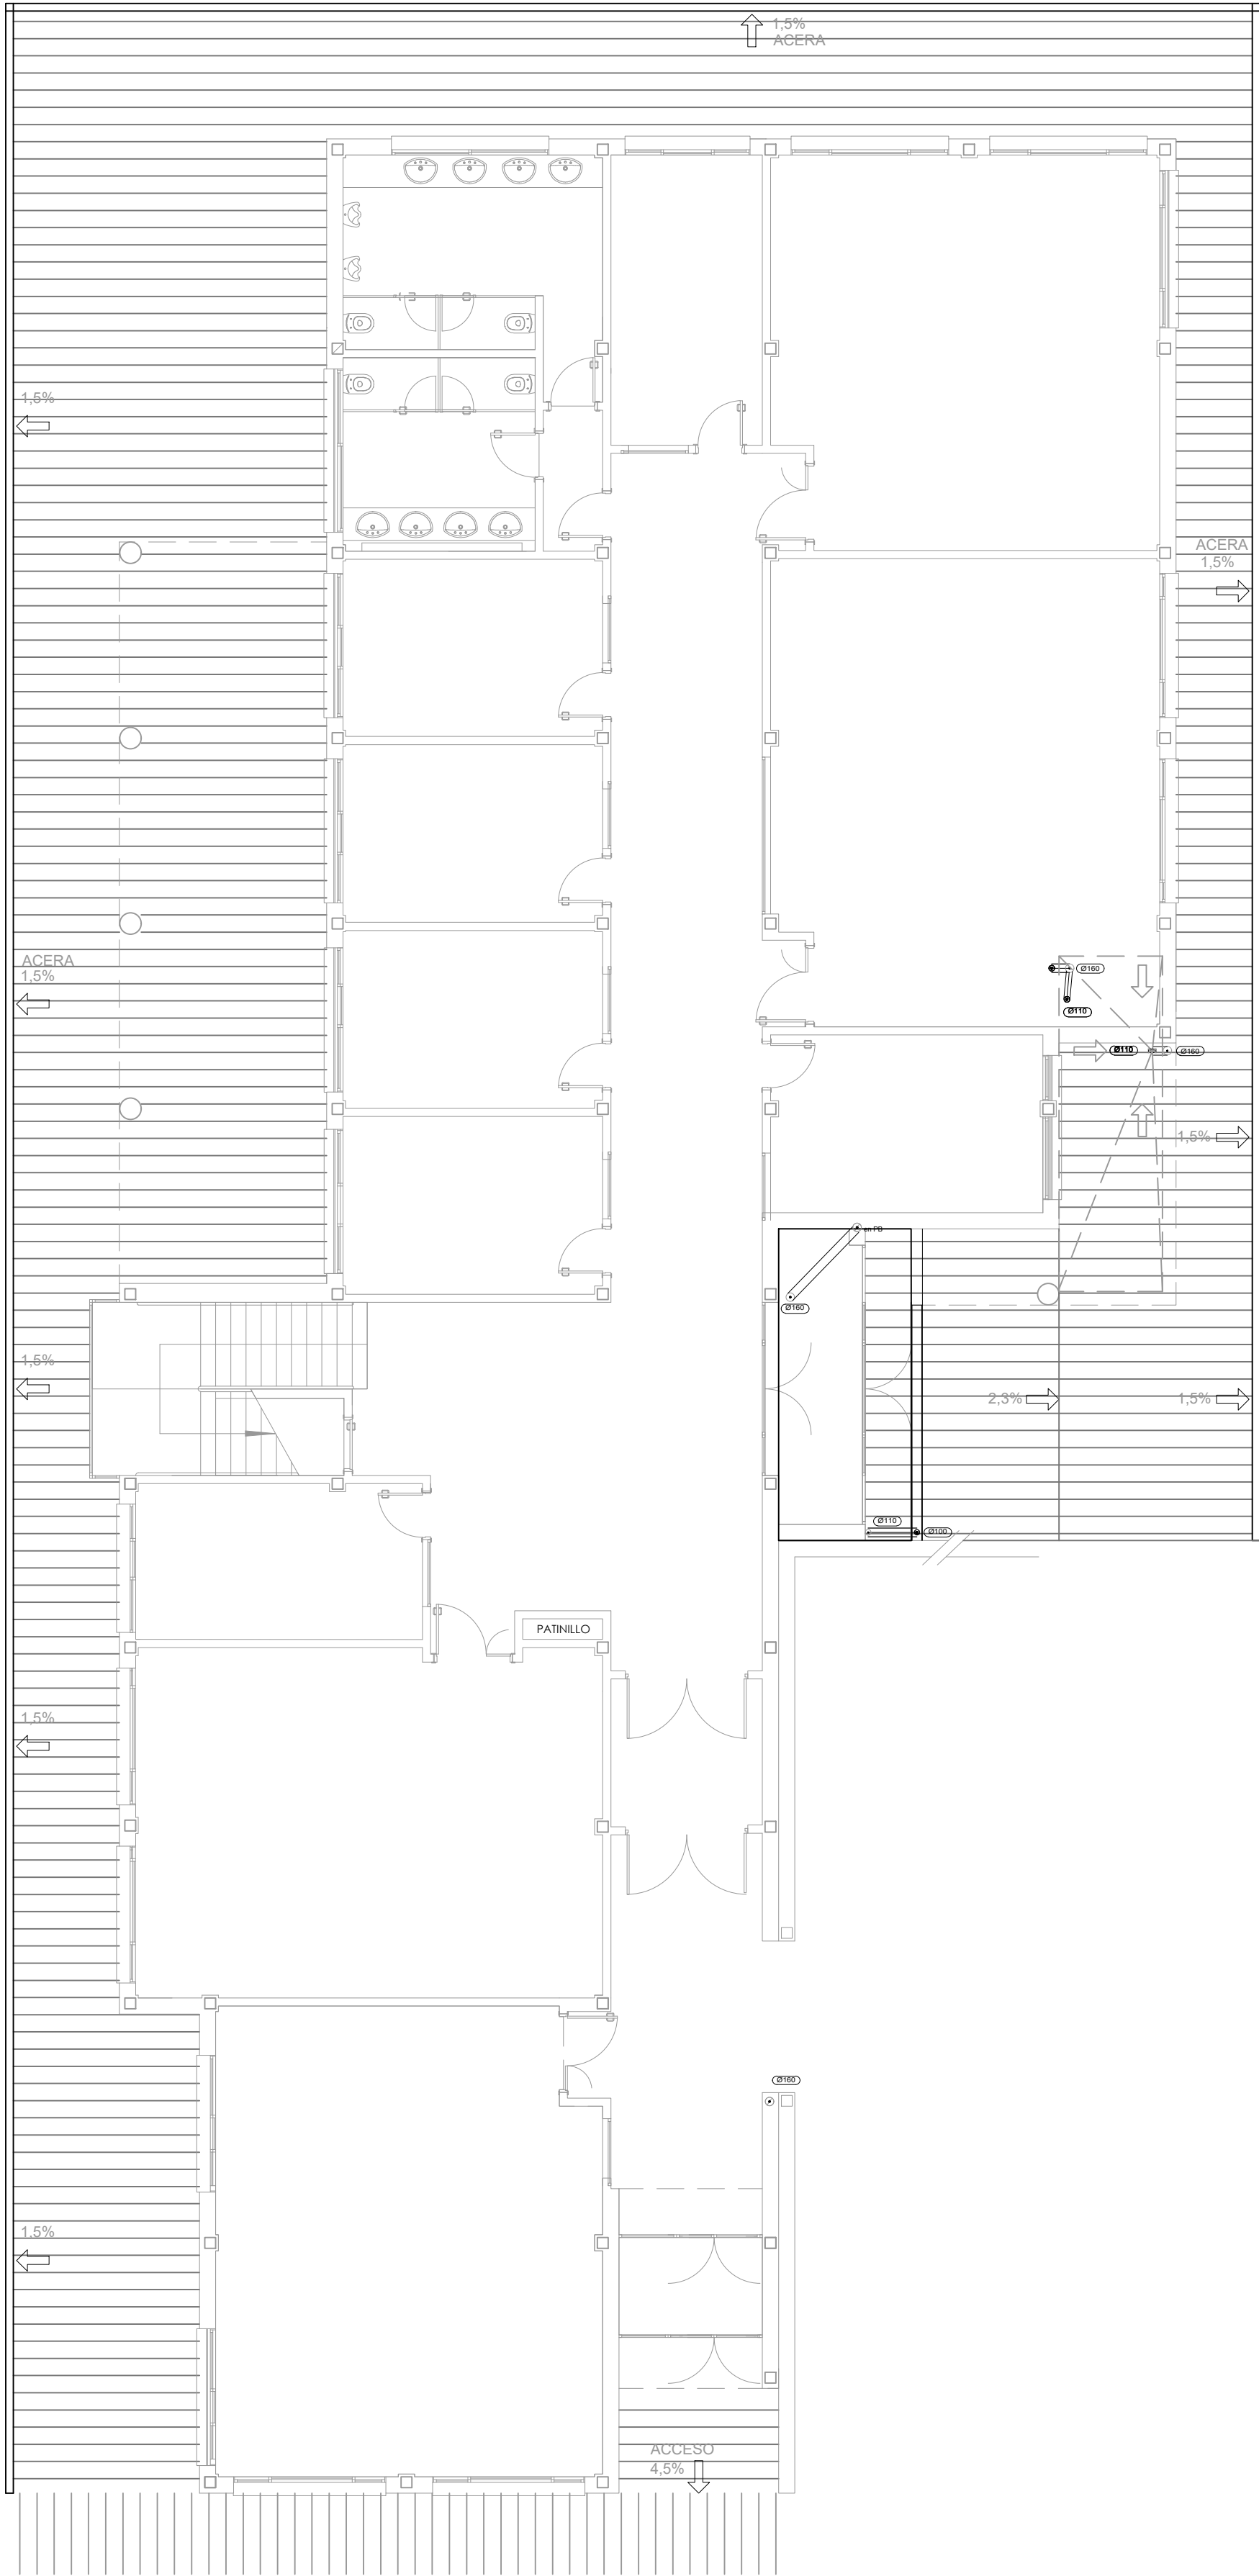 1,5%
ACERA
1,5%
ACERA
1,5%
ACERA
1,5%
Ø160
Ø110
Ø110
Ø160
1,5%
en PB
Ø160
1,5%
2,3%
1,5%
Ø110
Ø100
PATINILLO
1,5%
Ø160
1.5%
ACCESO
4,5%